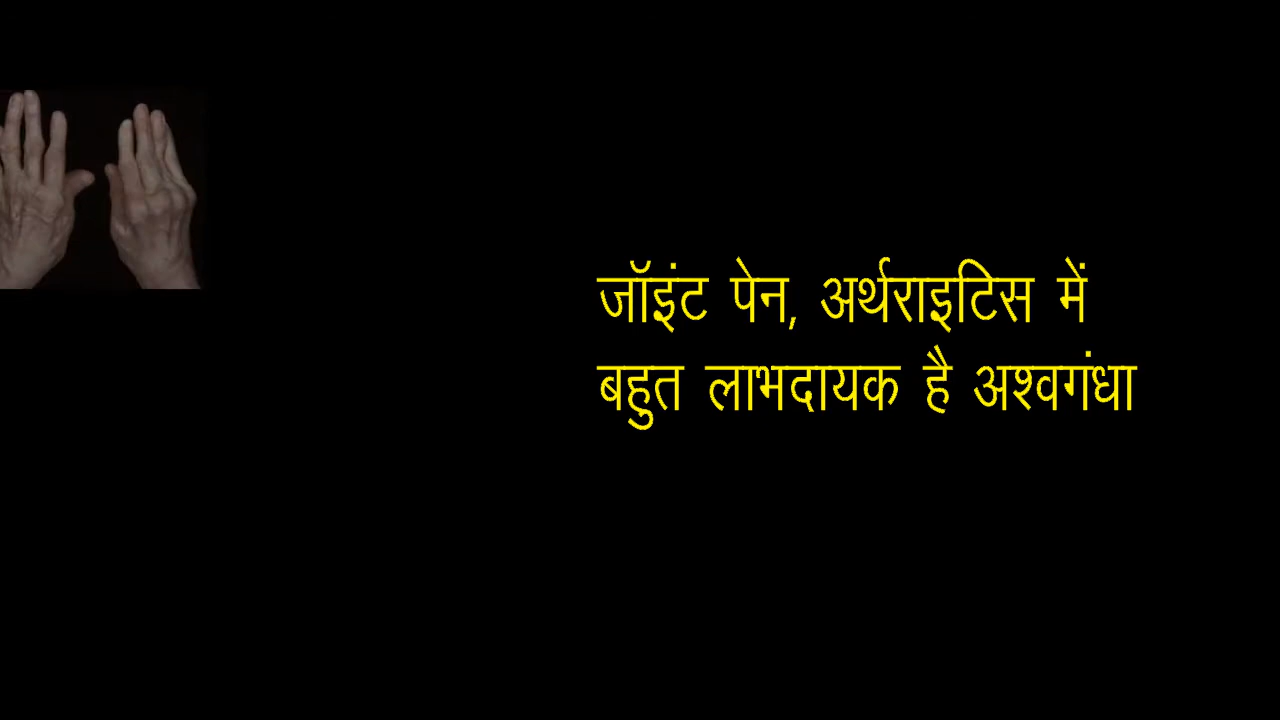 जॉइंट पेन, अर्थराइटिस में
बहुत लाभदायक है अश्वगंधा